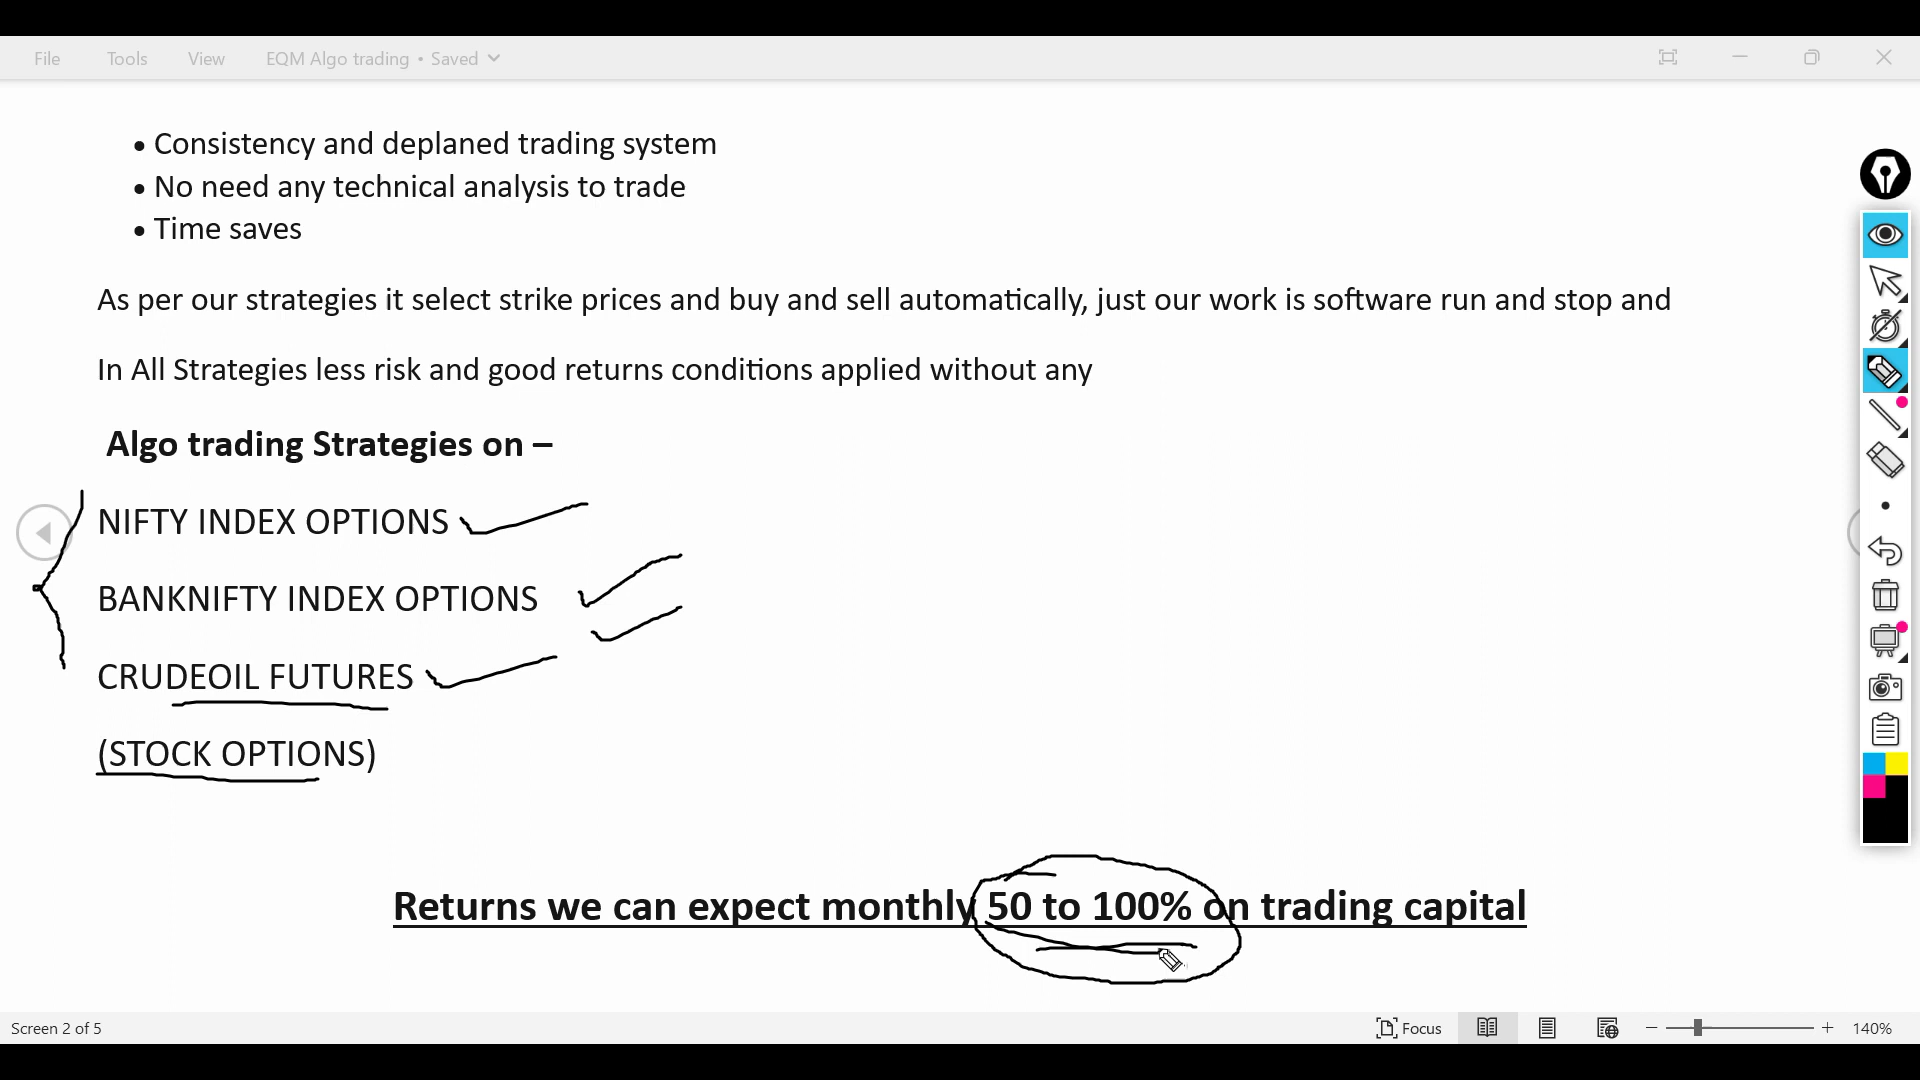 File Tools View EQM Algo trading • Saved
• Consistency and deplaned trading system
• No need any technical analysis to trade
• Time saves
As per our strategies it select strike prices and buy and sell automatically, just our work is software run and stop and
In All Strategies less risk and good returns conditions applied without any
Algo trading Strategies on –
NIFTY INDEX OPTIONS
BANKNIFTY INDEX OPTIONS
CRUDEOIL FUTURES
(STOCK OPTIONS)
Returns we can expect monthly 50 to 100% on trading capital
Screen 2 of 5 Focus 140%